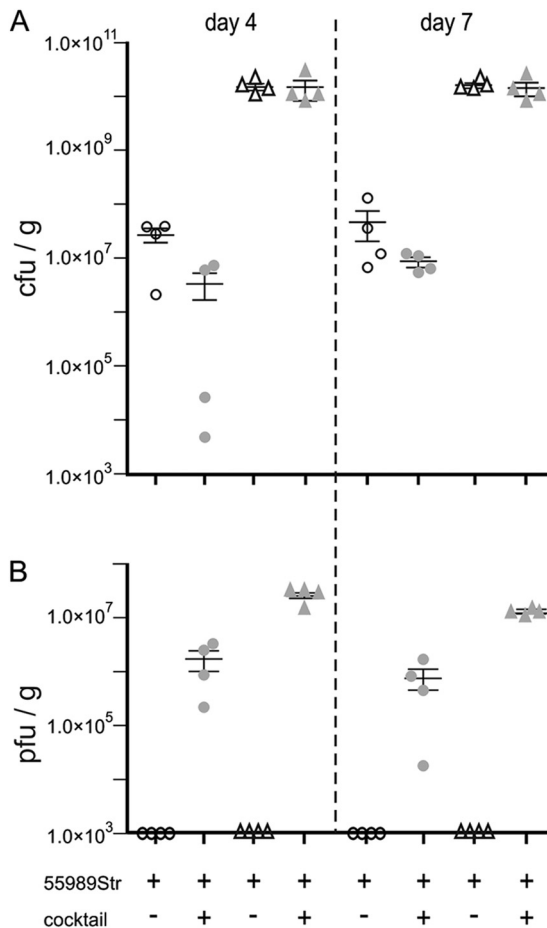 A
day 4
day 7
1.0×10¹¹
1.0×10⁹
1.0×10⁷
1.0×10⁵
1.0×10³
cfu / g
B
1.0×10⁷
1.0×10⁵
1.0×10³
pfu / g
55989Str + + + + + + + +
cocktail - + - + - + - +